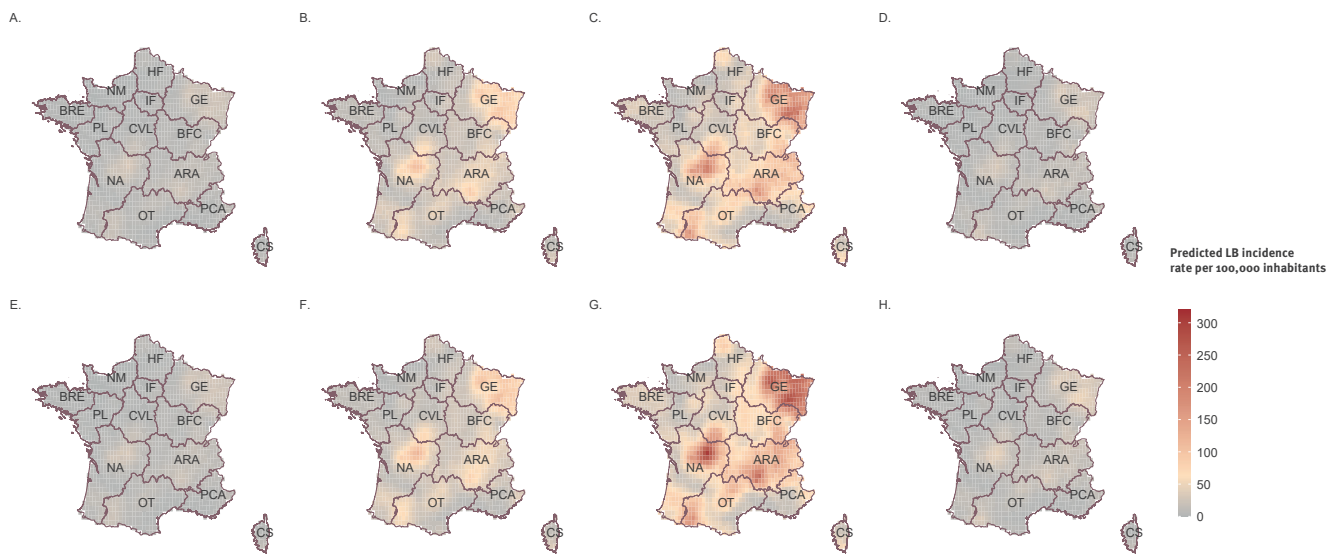 A.
B.
C.
D.
HF
NM
IF
GE
BRE
PL
CVL
BFC
NA
ARA
OT
PCA
CS
HF
NM
IF
GE
BRE
PL
CVL
BFC
NA
ARA
OT
PCA
CS
HF
NM
IF
GE
BRE
PL
CVL
BFC
NA
ARA
OT
PCA
CS
HF
NM
IF
GE
BRE
PL
CVL
BFC
NA
ARA
OT
PCA
CS
Predicted LB incidence
rate per 100,000 inhabitants
300
250
200
150
100
50
0
E.
F.
G.
H.
HF
NM
IF
GE
BRE
PL
CVL
BFC
NA
ARA
OT
PCA
CS
HF
NM
IF
GE
BRE
PL
CVL
BFC
NA
ARA
OT
PCA
CS
HF
NM
IF
GE
BRE
PL
CVL
BFC
NA
ARA
OT
PCA
CS
HF
NM
IF
GE
BRE
PL
CVL
BFC
NA
ARA
OT
PCA
CS